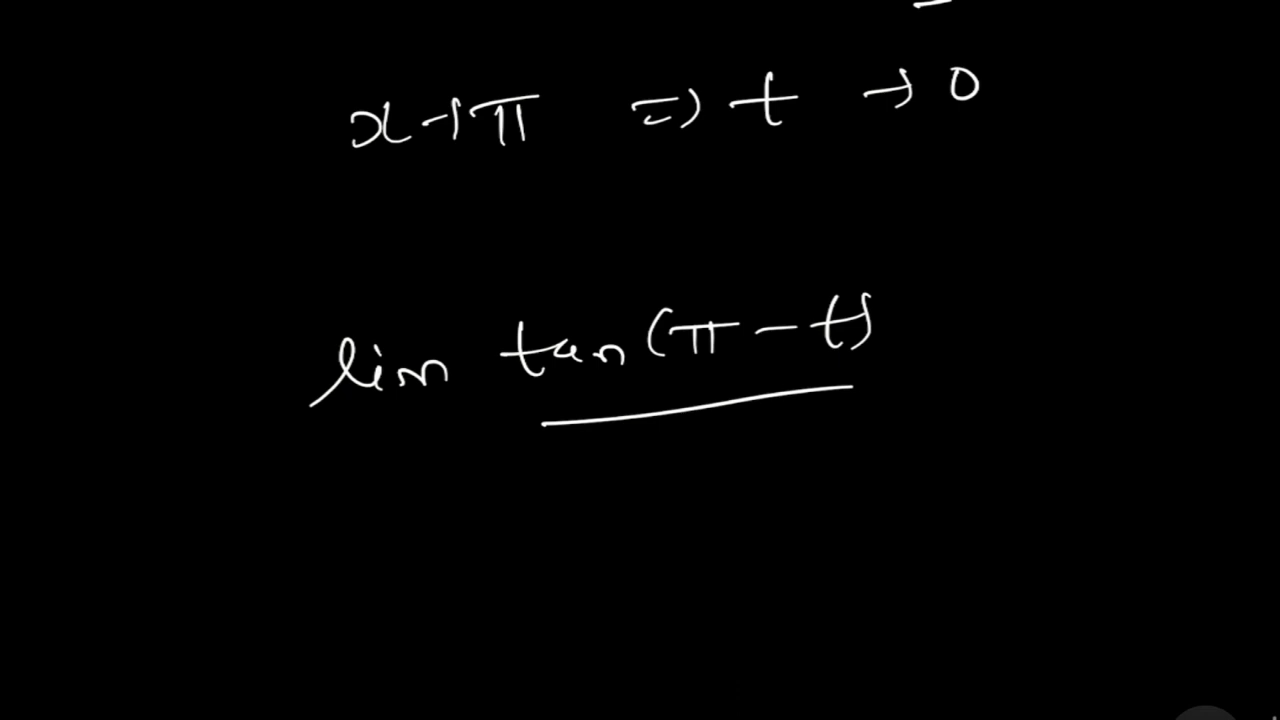 x→π ⇒ t → 0
lim tan(π − t)